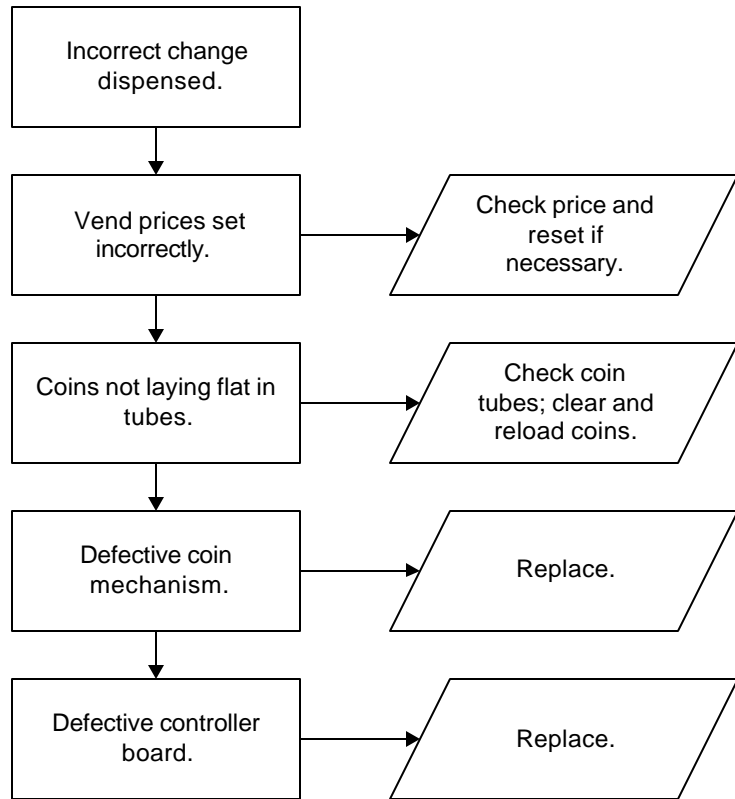 Incorrect change
dispensed.
Vend prices set
incorrectly.
Check price and
reset if
necessary.
Coins not laying flat in
tubes.
Check coin
tubes; clear and
reload coins.
Defective coin
mechanism.
Replace.
Defective controller
board.
Replace.